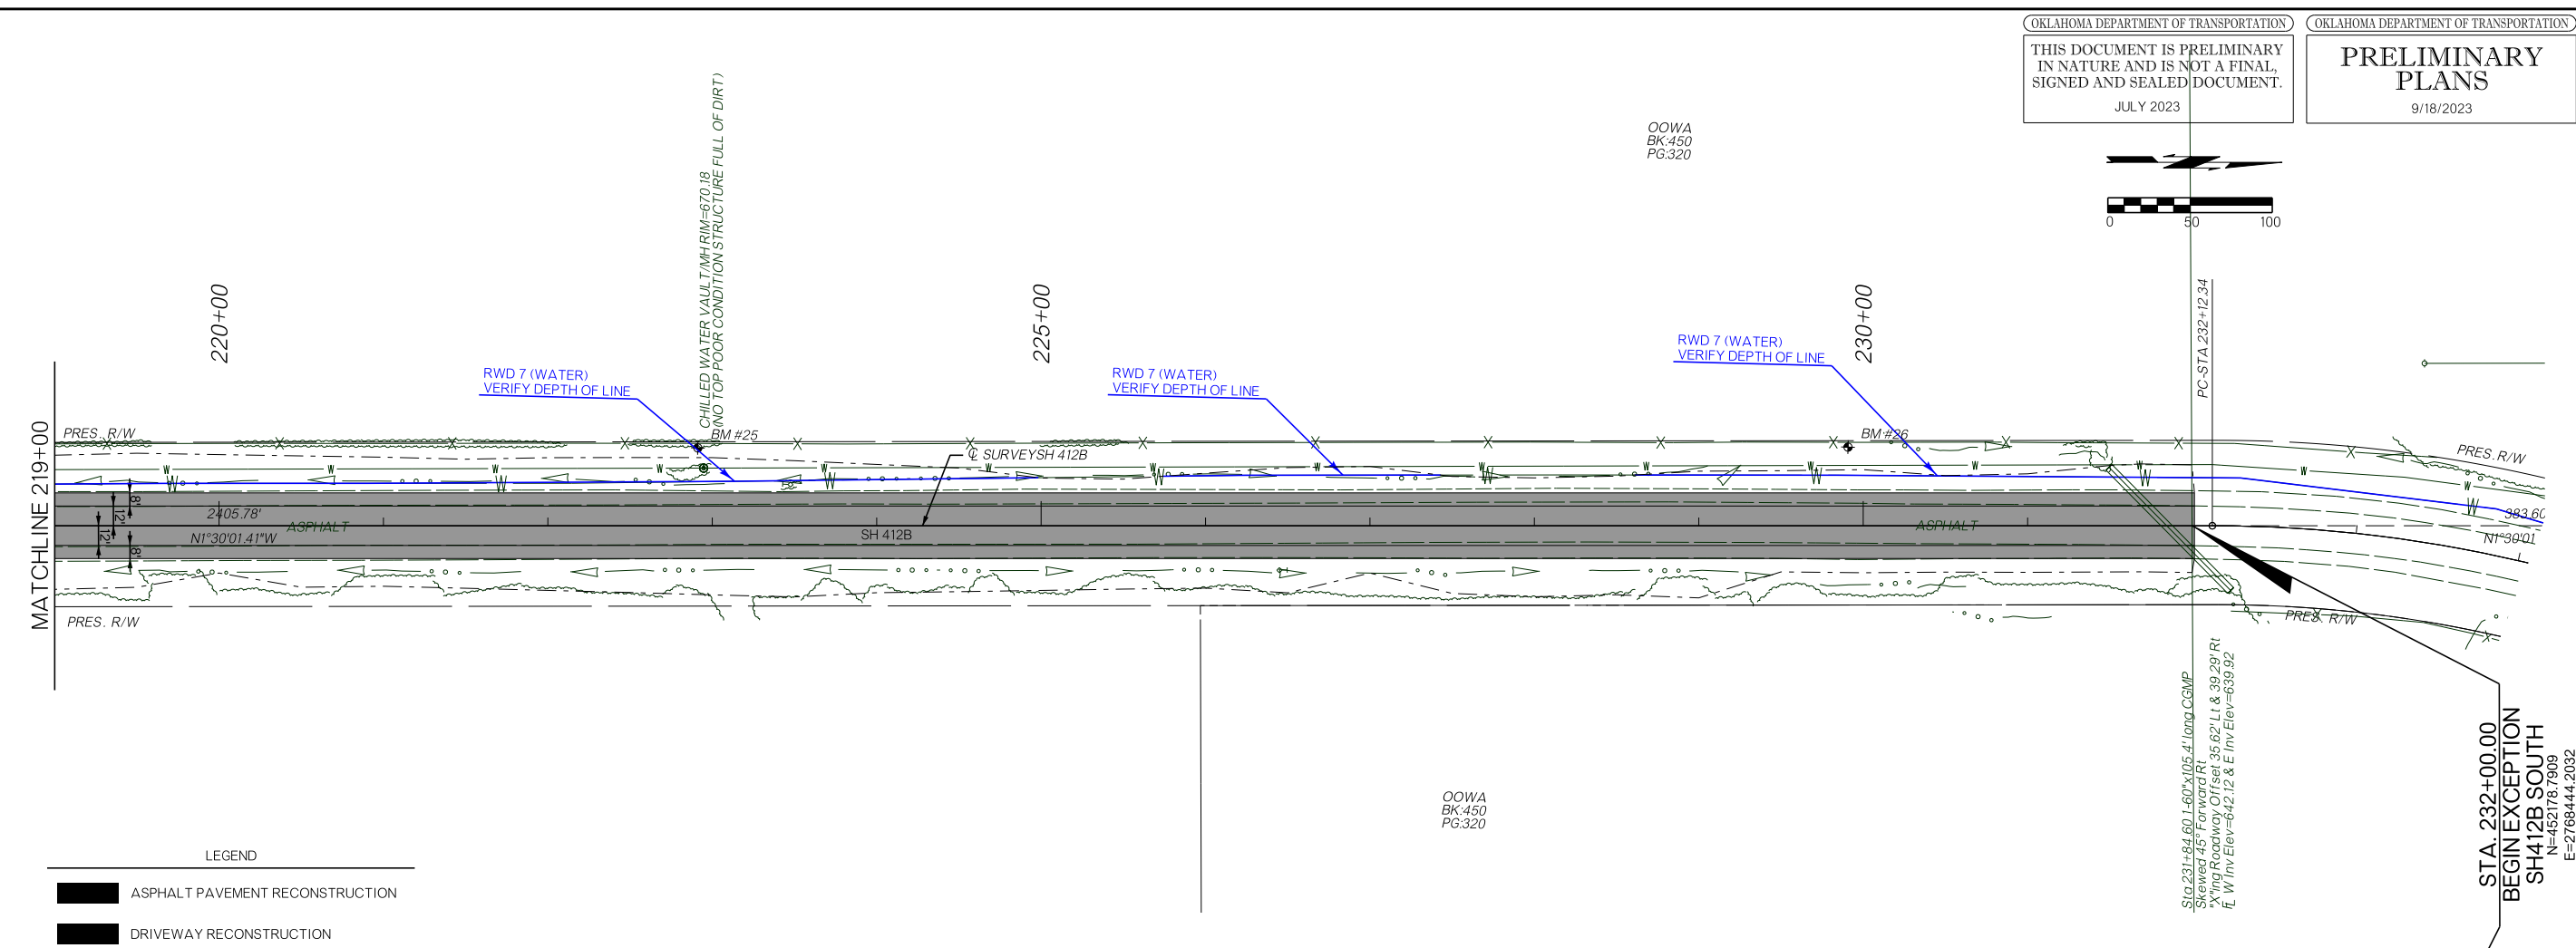 OKLAHOMA DEPARTMENT OF TRANSPORTATION
THIS DOCUMENT IS PRELIMINARY
IN NATURE AND IS NOT A FINAL,
SIGNED AND SEALED DOCUMENT.
JULY 2023
OKLAHOMA DEPARTMENT OF TRANSPORTATION
PRELIMINARY
PLANS
9/18/2023
0 50 100
OOWA
BK:450
PG:320
CHILLED WATER VAULT/MH RIM=670.18
(NO TOP POOR CONDITION STRUCTURE FULL OF DIRT)
220+00
225+00
230+00
PC-STA 232+12.34
RWD 7 (WATER)
VERIFY DEPTH OF LINE
RWD 7 (WATER)
VERIFY DEPTH OF LINE
RWD 7 (WATER)
VERIFY DEPTH OF LINE
MATCHLINE 219+00
PRES. R/W
BM #25
BM #26
PRES. R/W
℄ SURVEY SH 412B
W W W W W W W W W W W W W W W
W W W W W W W W
8'
12'
12'
8'
2405.78'
ASPHALT
N1°30'01.41"W
SH 412B
ASPHALT
383.60
N1°30'01
PRES. R/W
PRES. R/W
Sta 231+84.60 1-60"x105.4' long CGMP
Skewed 45° Forward Rt
"X"ing Roadway Offset 35.62' Lt & 39.29' Rt
FL W Inv Elev=642.12 & E Inv Elev=639.92
STA. 232+00.00
BEGIN EXCEPTION
SH412B SOUTH
N=452178.7909
E=2768444.2032
OOWA
BK:450
PG:320
LEGEND
ASPHALT PAVEMENT RECONSTRUCTION
DRIVEWAY RECONSTRUCTION